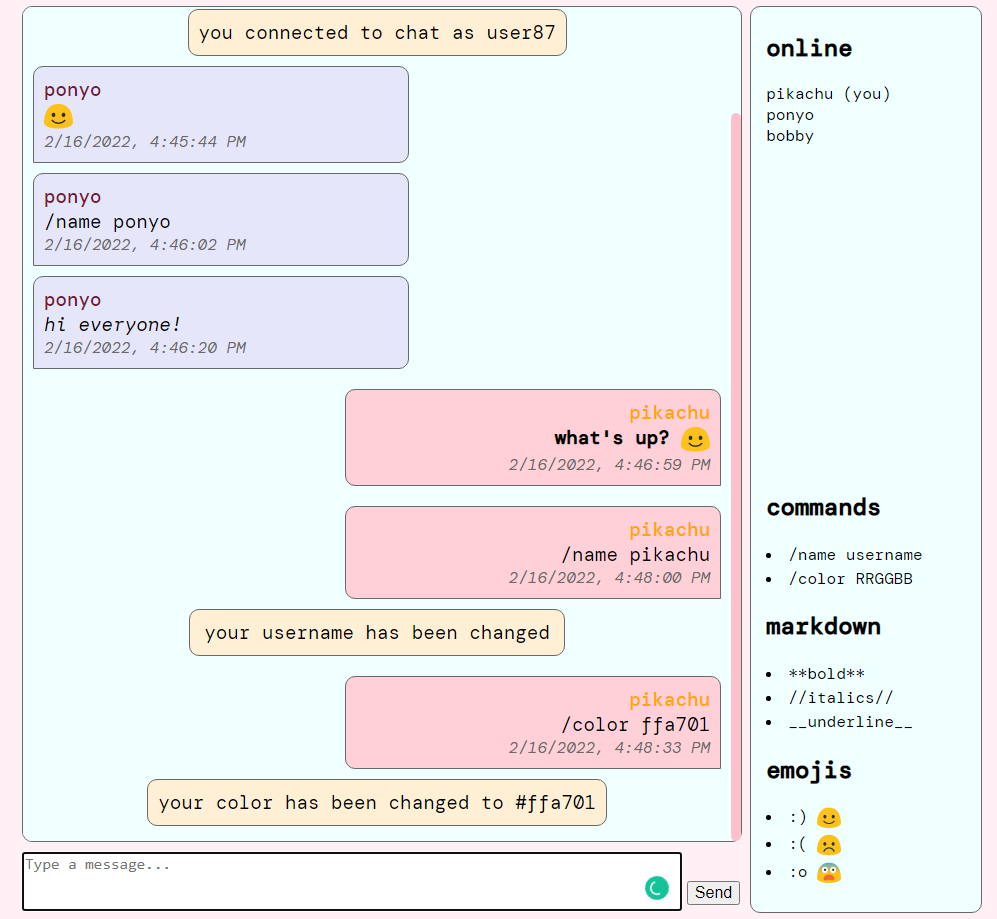 you connected to chat as user87
ponyo
2/16/2022, 4:45:44 PM
ponyo
/name ponyo
2/16/2022, 4:46:02 PM
ponyo
hi everyone!
2/16/2022, 4:46:20 PM
pikachu
what's up?
2/16/2022, 4:46:59 PM
pikachu
/name pikachu
2/16/2022, 4:48:00 PM
your username has been changed
pikachu
/color ffa701
2/16/2022, 4:48:33 PM
your color has been changed to #ffa701
Type a message...
Send
online
pikachu (you)
ponyo
bobby
commands
/name username
/color RRGGBB
markdown
**bold**
//italics//
__underline__
emojis
:)
:(
:o